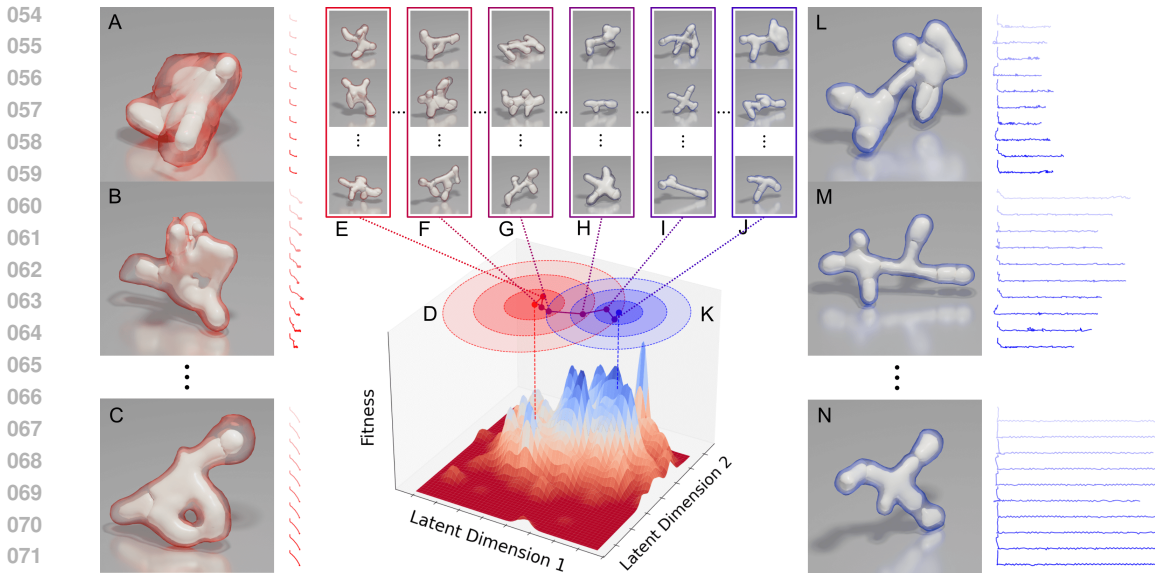 054
055
056
057
058
059
060
061
062
063
064
065
066
067
068
069
070
071
A
B
C
E
F
G
H
I
J
D
K
L
M
N
Fitness
Latent Dimension 1
Latent Dimension 2